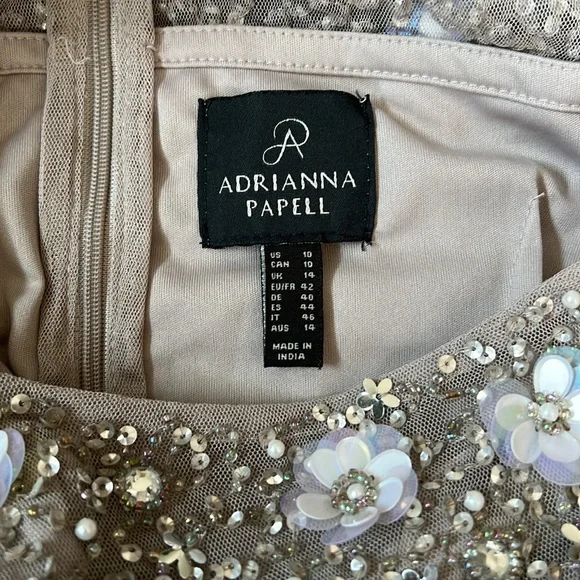 ADRIANNA
PAPELL
US 10
CAN 10
UK 14
EU/FR 42
DE 40
ES 44
IT 46
AUS 14
MADE IN
INDIA